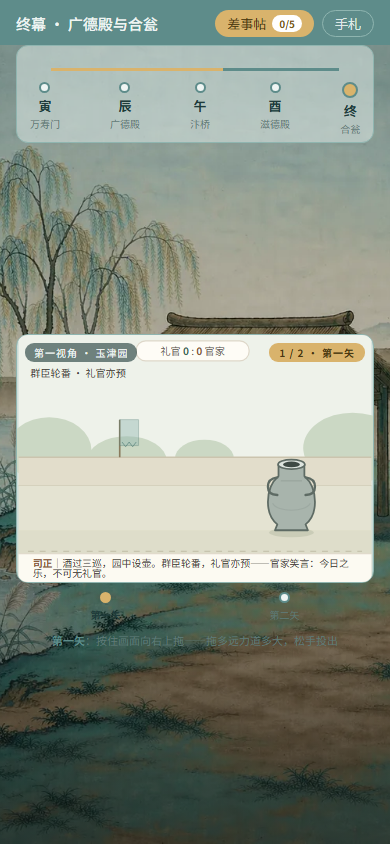 终幕 · 广德殿与合瓮
差事帖 0/5
手札
寅
辰
午
酉
终
万寿门
广德殿
汴桥
滋德殿
合瓮
第一视角 · 玉津园
礼官 0 : 0 官家
1 / 2 · 第一矢
群臣轮番 · 礼官亦预
司正｜酒过三巡，园中设壶。群臣轮番，礼官亦预——官家笑言：今日之
乐，不可无礼官。
第一矢
第二矢
第一矢：按住画面向右上拖——拖多远力道多大，松手投出